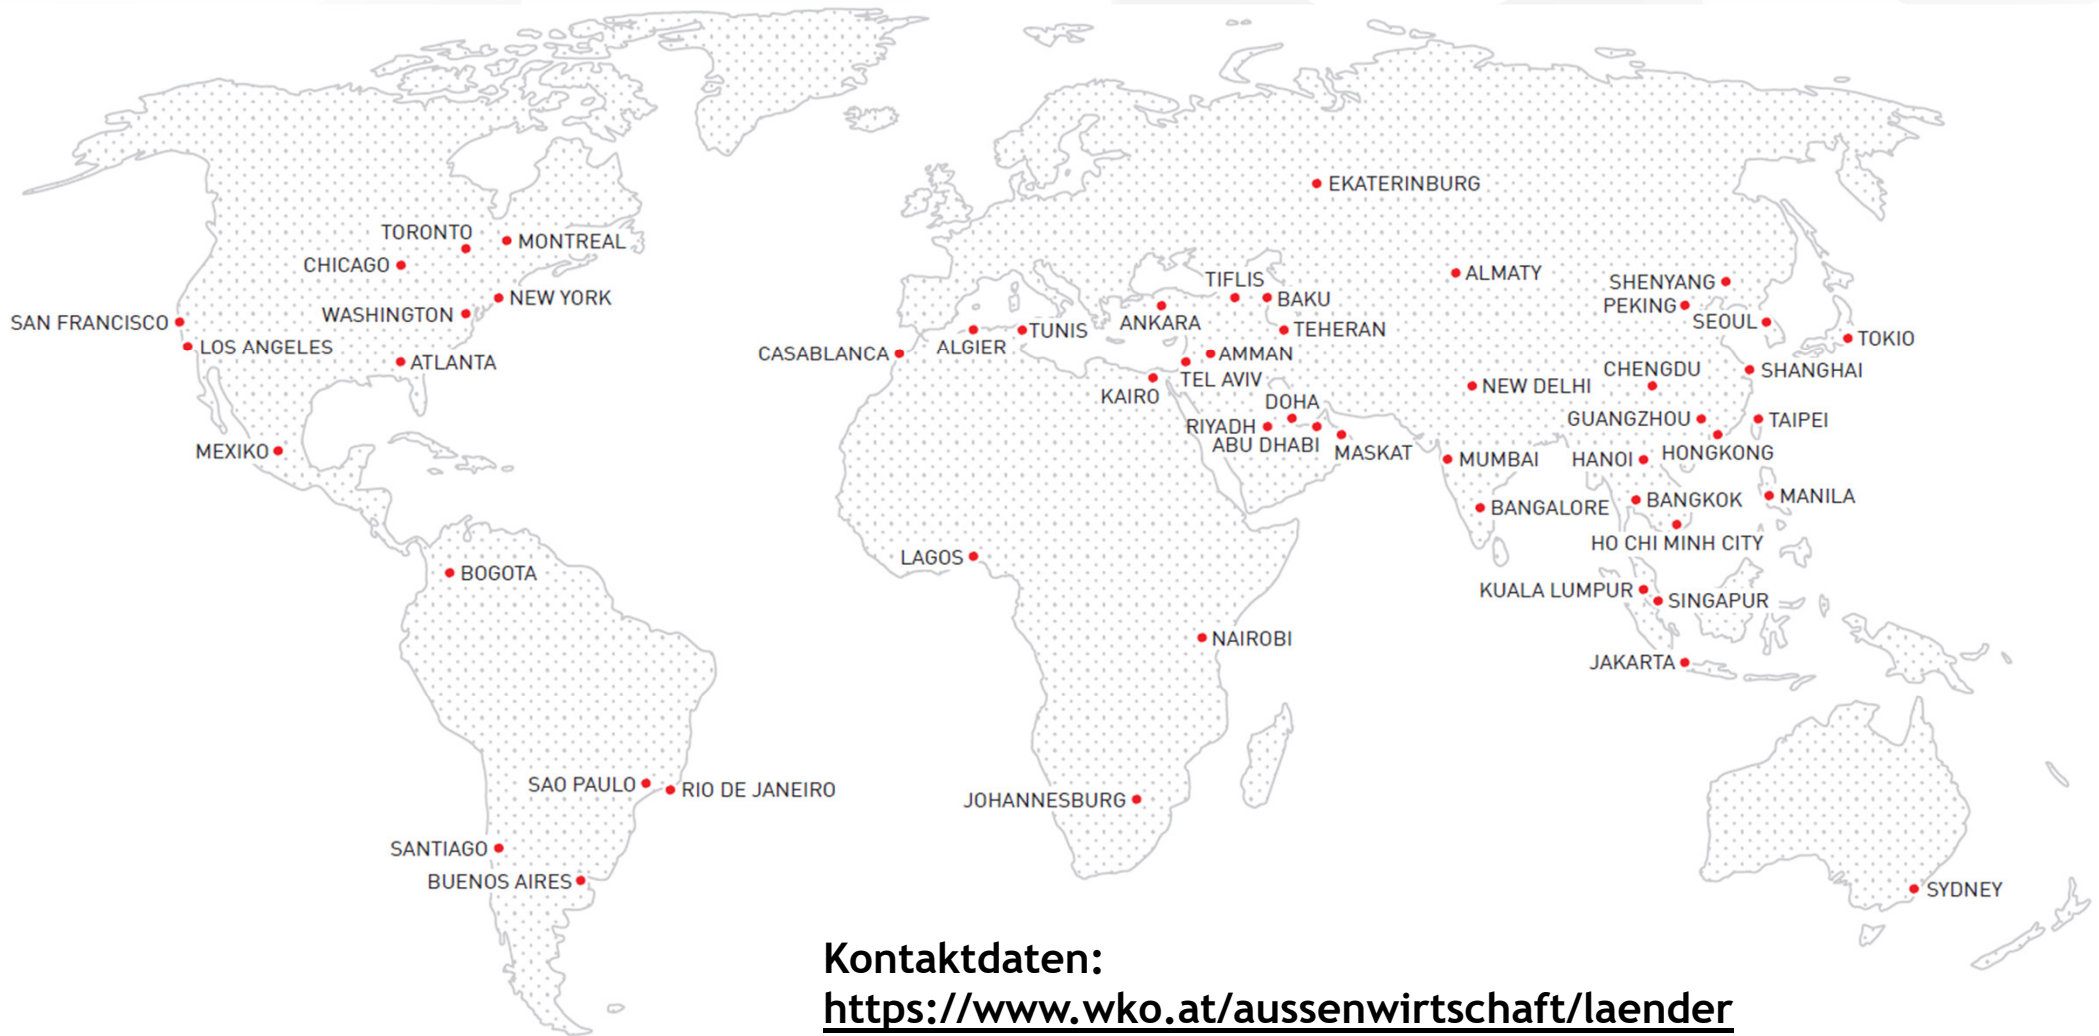 EKATERINBURG
TORONTO
MONTREAL
CHICAGO
NEW YORK
WASHINGTON
SAN FRANCISCO
LOS ANGELES
ATLANTA
MEXIKO
BOGOTA
SAO PAULO
RIO DE JANEIRO
SANTIAGO
BUENOS AIRES
CASABLANCA
ALGIER
TUNIS
ANKARA
TIFLIS
BAKU
TEHERAN
AMMAN
TEL AVIV
KAIRO
DOHA
RIYADH
ABU DHABI
MASKAT
LAGOS
NAIROBI
JOHANNESBURG
ALMATY
NEW DELHI
MUMBAI
BANGALORE
SHENYANG
PEKING
SEOUL
TOKIO
CHENGDU
SHANGHAI
GUANGZHOU
TAIPEI
HONGKONG
HANOI
BANGKOK
MANILA
HO CHI MINH CITY
KUALA LUMPUR
SINGAPUR
JAKARTA
SYDNEY
Kontaktdaten:
https://www.wko.at/aussenwirtschaft/laender